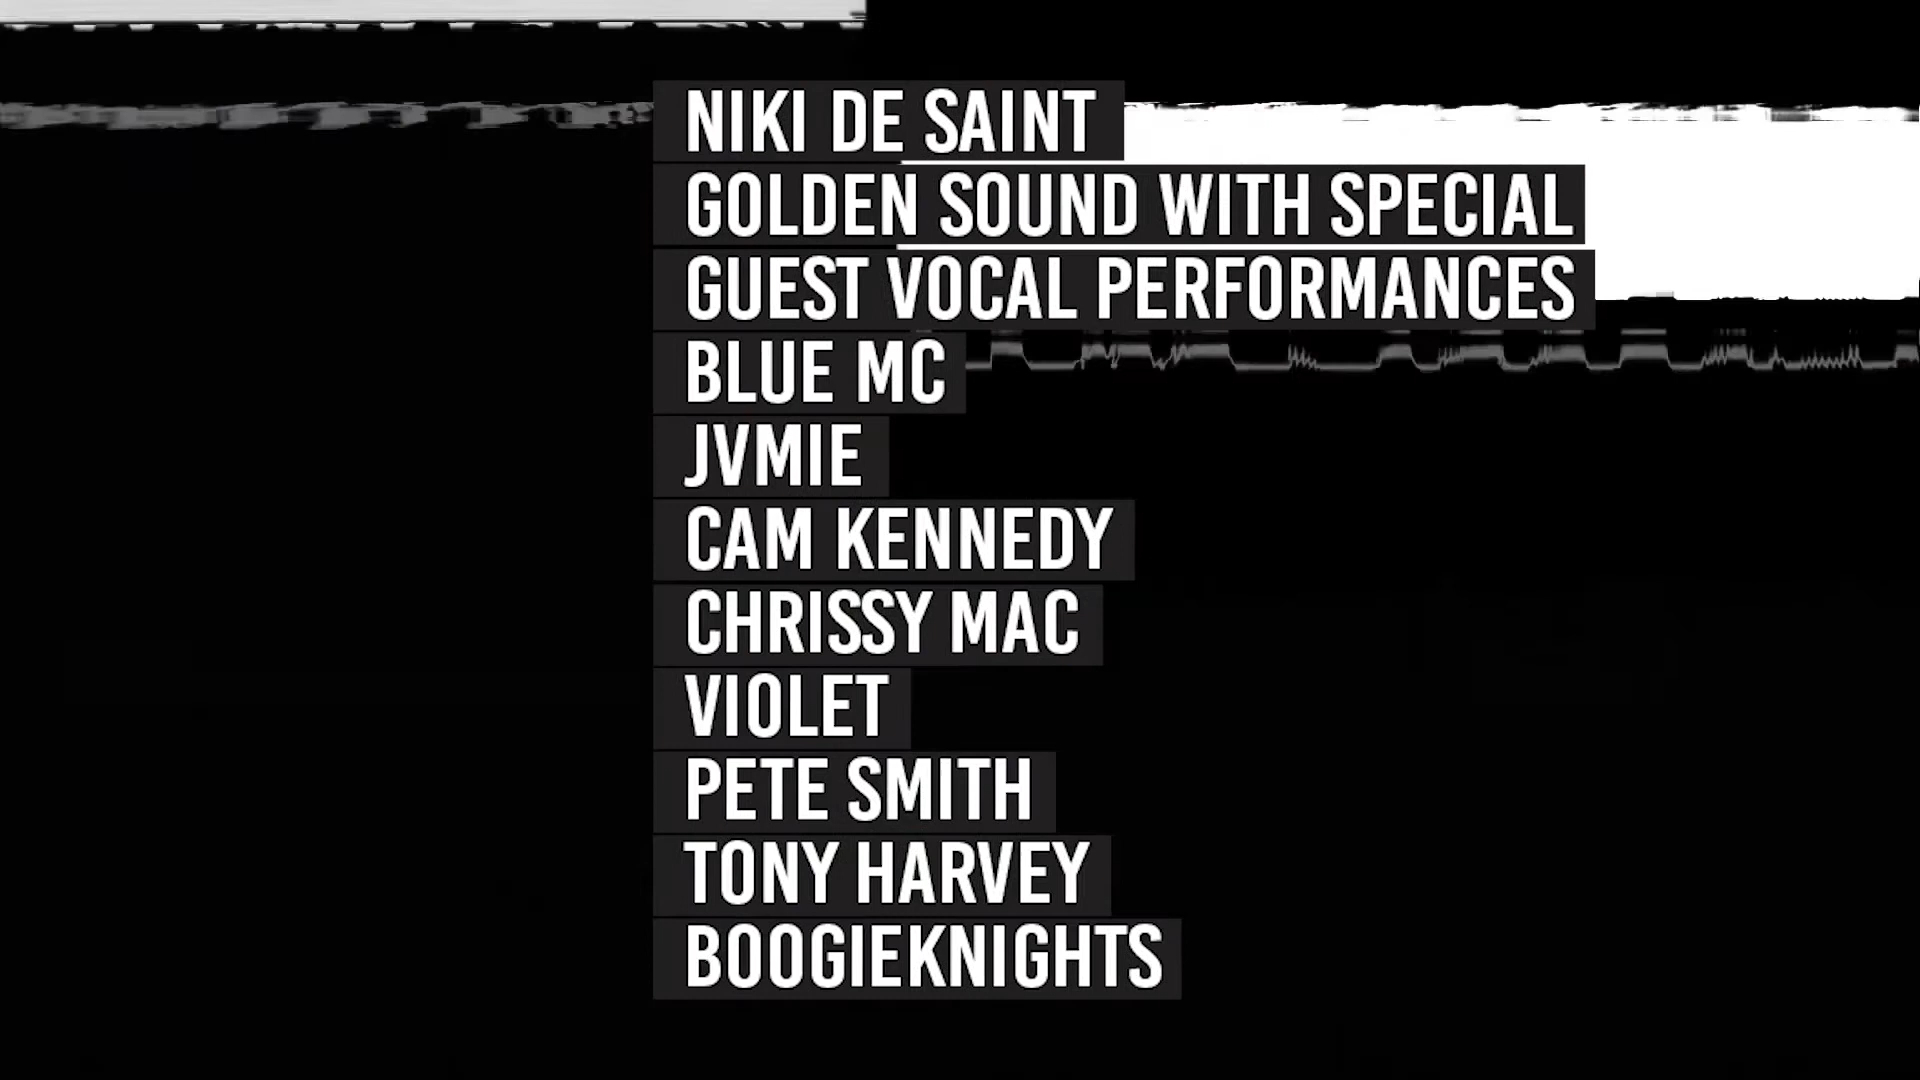 NIKI DE SAINT
GOLDEN SOUND WITH SPECIAL
GUEST VOCAL PERFORMANCES
BLUE MC
JVMIE
CAM KENNEDY
CHRISSY MAC
VIOLET
PETE SMITH
TONY HARVEY
BOOGIEKNIGHTS